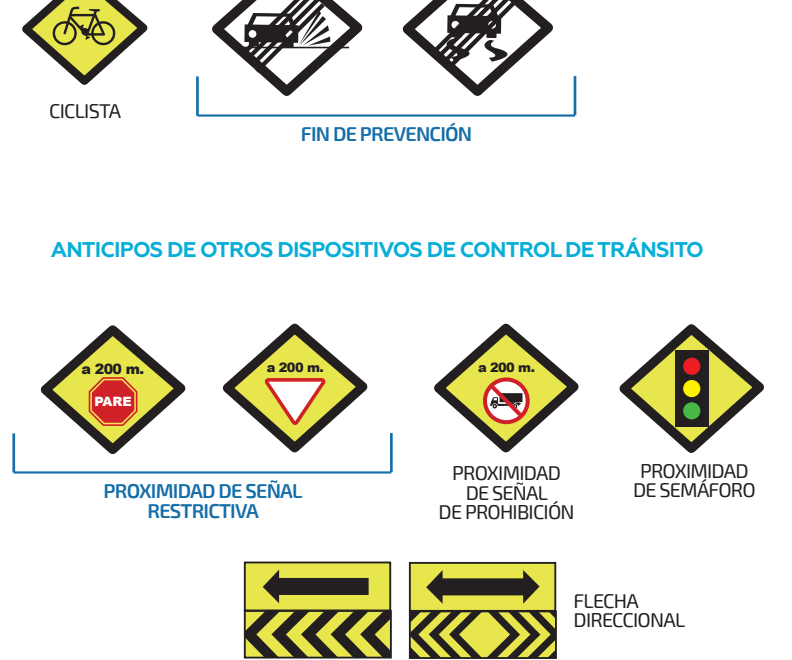 CICLISTA
FIN DE PREVENCIÓN
ANTICIPOS DE OTROS DISPOSITIVOS DE CONTROL DE TRÁNSITO
a 200 m.
PARE
a 200 m.
PROXIMIDAD DE SEÑAL
RESTRICTIVA
a 200 m.
PROXIMIDAD
DE SEÑAL
DE PROHIBICIÓN
PROXIMIDAD
DE SEMÁFORO
FLECHA
DIRECCIONAL